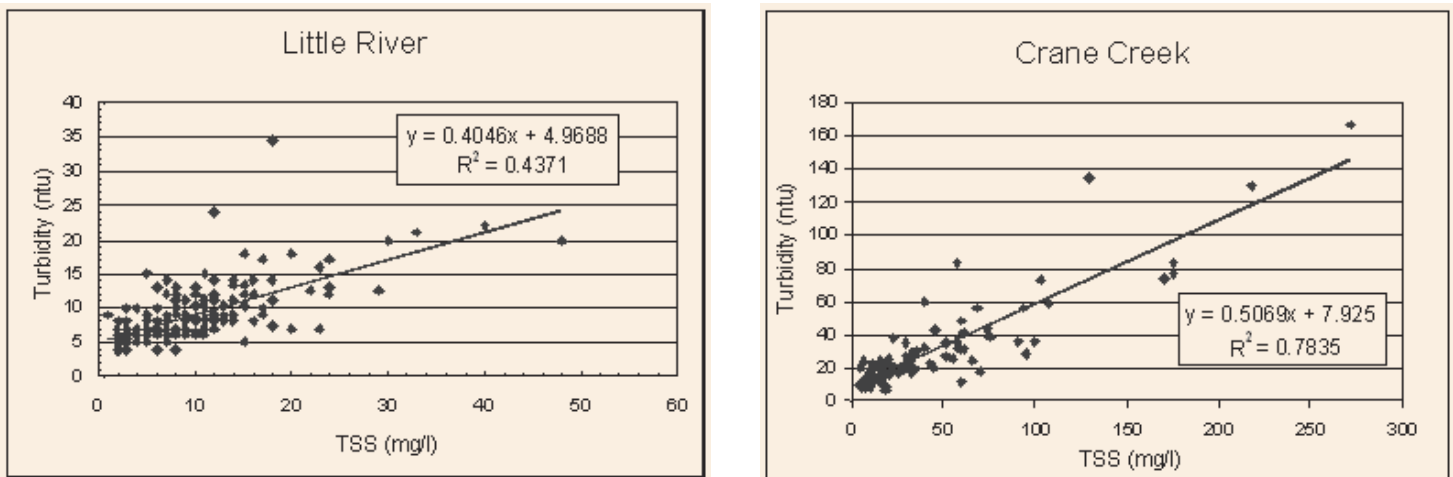 Little River
40
35
30
25
20
15
10
5
0
Turbidity (ntu)
y = 0.4046x + 4.9688
R² = 0.4371
0 10 20 30 40 50 60
TSS (mg/l)
Crane Creek
180
160
140
120
100
80
60
40
20
0
Turbidity (ntu)
y = 0.5069x + 7.925
R² = 0.7835
0 50 100 150 200 250 300
TSS (mg/l)